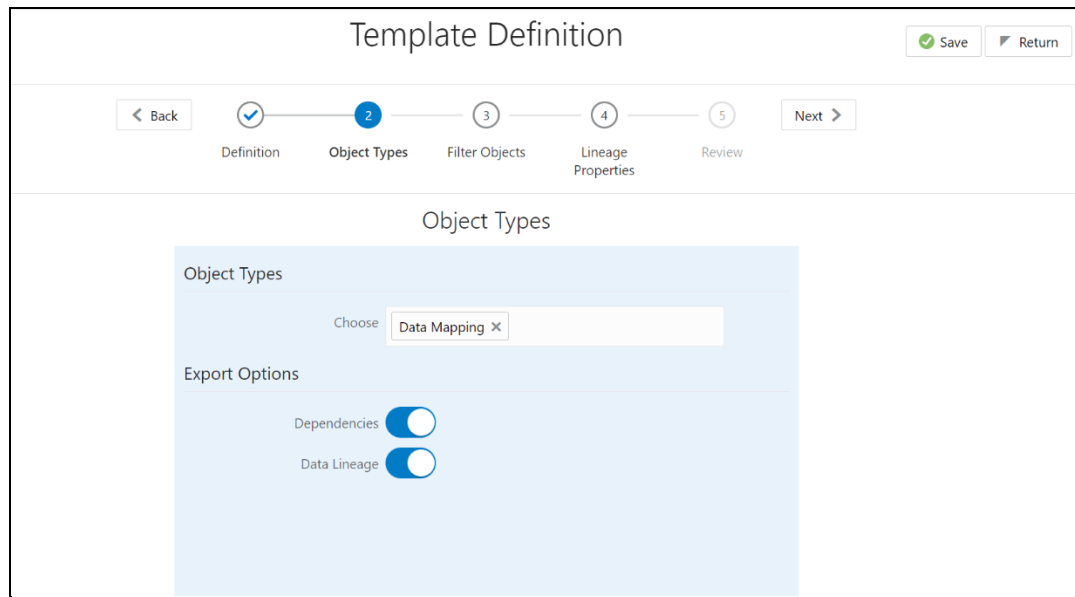 Template Definition
Save
Return
Back
2
3
4
5
Next
Definition
Object Types
Filter Objects
Lineage
Properties
Review
Object Types
Object Types
Choose
Data Mapping
Export Options
Dependencies
Data Lineage